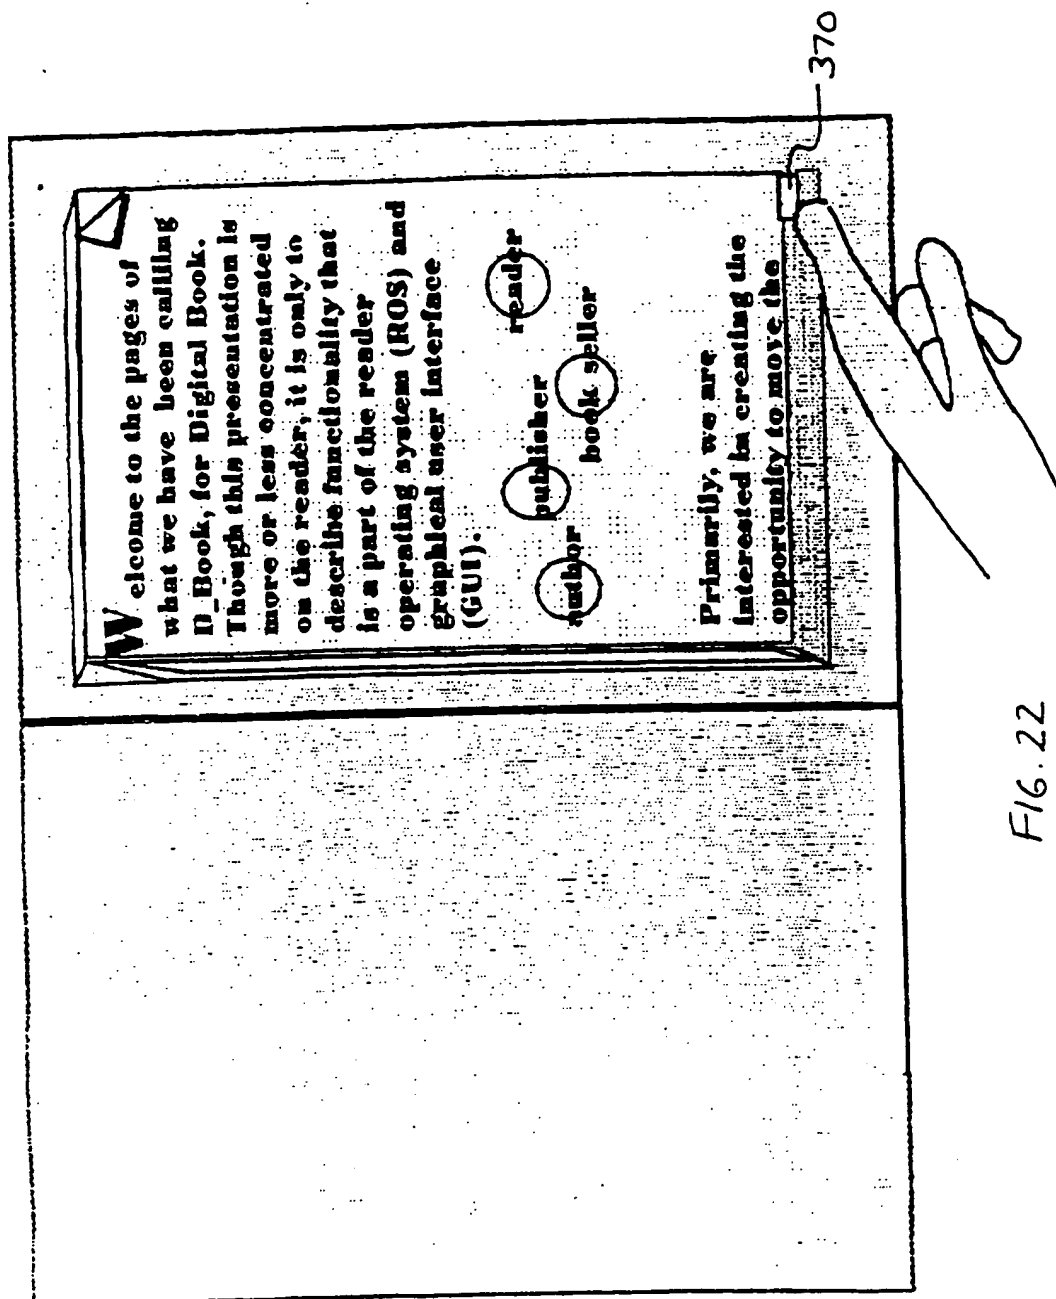 Welcome to the pages of
what we have been calling
D_Book, for Digital Book.
Though this presentation is
more or less concentrated
on the reader, it is only to
describe functionality that
is a part of the reader
operating system (ROS) and
graphical user interface
(GUI).
author
publisher
book seller
reader
Primarily, we are
interested in creating the
opportunity to move the
370
FIG. 22